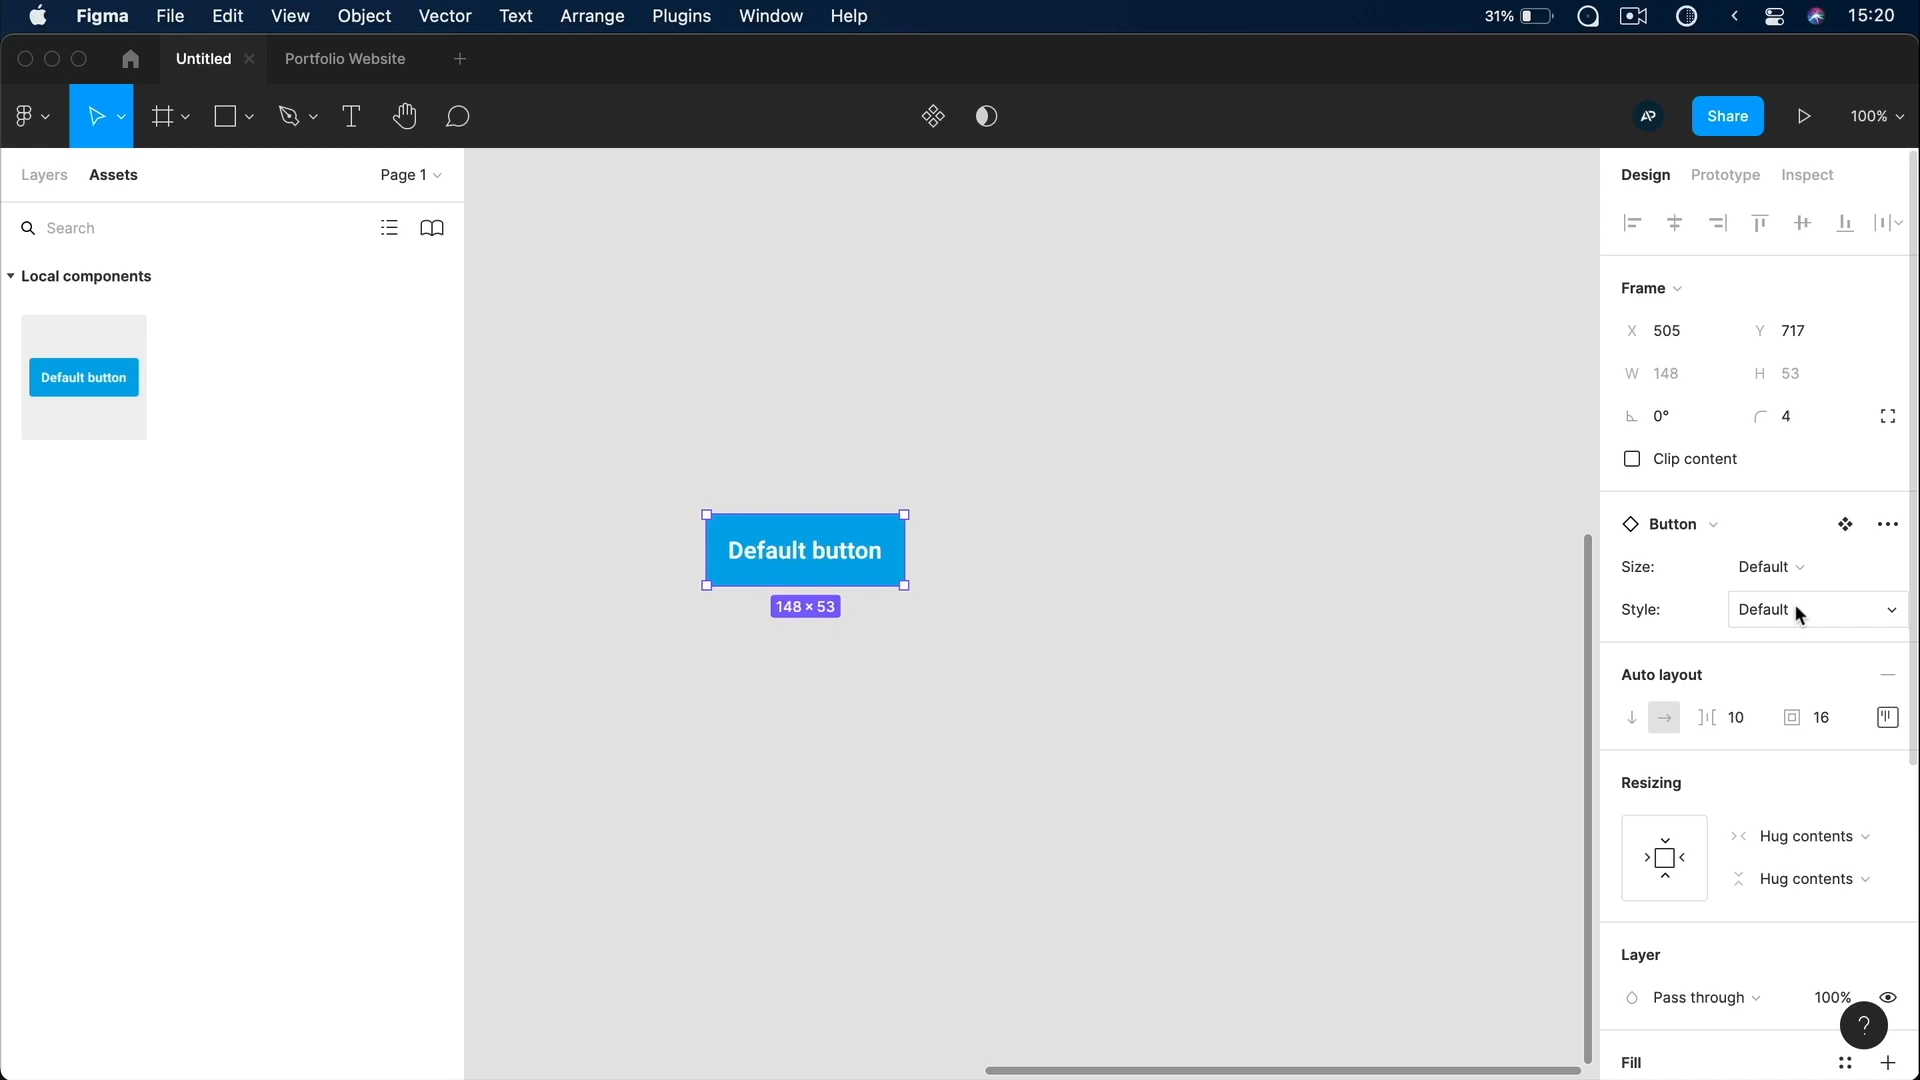 Figma File Edit View Object Vector Text Arrange Plugins Window Help 31% 15:20
Untitled Portfolio Website
Share 100%
Layers Assets Page 1
Search
Local components
Default button
Default button
148 × 53
Design Prototype Inspect
Frame
X 505 Y 717
W 148 H 53
0° 4
Clip content
Button
Size: Default
Style: Default
Auto layout
10 16
Resizing
Hug contents
Hug contents
Layer
Pass through 100%
?
Fill